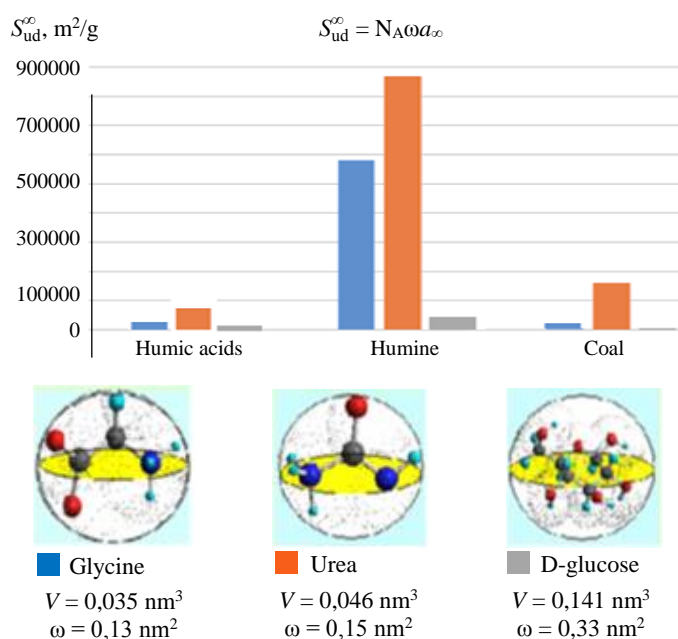 S∞ud, m2/g
S∞ud = NAωa∞
900000
700000
500000
300000
100000
0
Humic acids Humine Coal
Glycine Urea D-glucose
V = 0,035 nm3 V = 0,046 nm3 V = 0,141 nm3
ω = 0,13 nm2 ω = 0,15 nm2 ω = 0,33 nm2